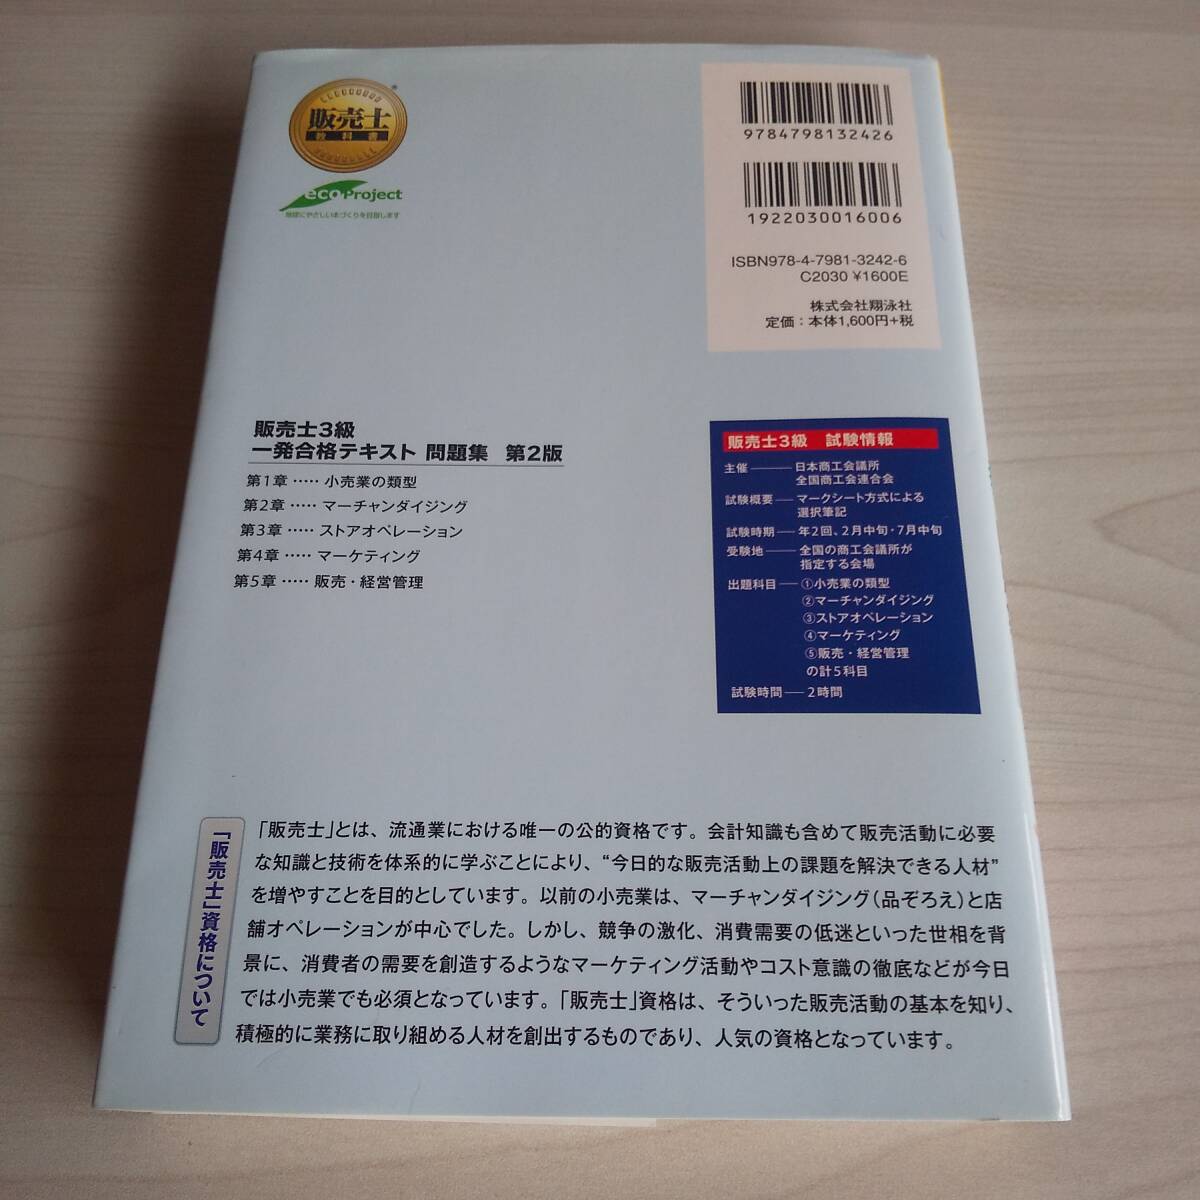 販売士
教科書
ecoProject
地球にやさしい本づくりを目指します
9784798132426
1922030016006
ISBN978-4-7981-3242-6
C2030 ¥1600E
株式会社翔泳社
定価：本体1,600円+税
販売士3級
一発合格テキスト 問題集 第2版
第1章 ····· 小売業の類型
第2章 ····· マーチャンダイジング
第3章 ····· ストアオペレーション
第4章 ····· マーケティング
第5章 ····· 販売・経営管理
販売士3級 試験情報
主催──日本商工会議所
全国商工会連合会
試験概要──マークシート方式による
選択筆記
試験時期──年2回、2月中旬・7月中旬
受験地──全国の商工会議所が
指定する会場
出題科目──①小売業の類型
②マーチャンダイジング
③ストアオペレーション
④マーケティング
⑤販売・経営管理
の計5科目
試験時間──2時間
「販売士」資格について
「販売士」とは、流通業における唯一の公的資格です。会計知識も含めて販売活動に必要
な知識と技術を体系的に学ぶことにより、“今日的な販売活動上の課題を解決できる人材”
を増やすことを目的としています。以前の小売業は、マーチャンダイジング（品ぞろえ）と店
舗オペレーションが中心でした。しかし、競争の激化、消費需要の低迷といった世相を背
景に、消費者の需要を創造するようなマーケティング活動やコスト意識の徹底などが今日
では小売業でも必須となっています。「販売士」資格は、そういった販売活動の基本を知り、
積極的に業務に取り組める人材を創出するものであり、人気の資格となっています。